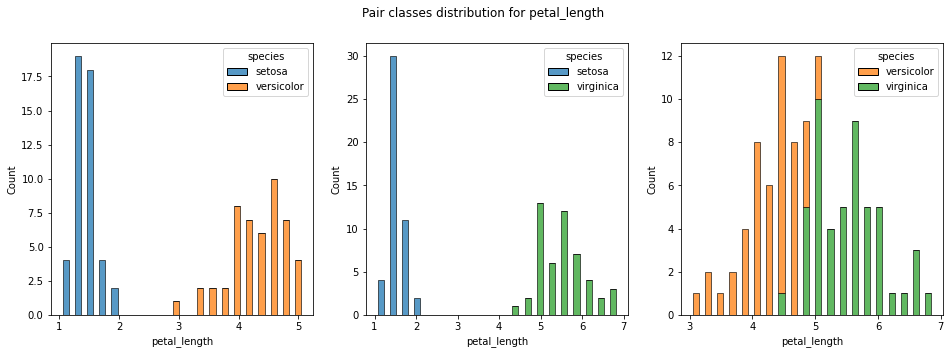 Pair classes distribution for petal_length
Count
17.5
15.0
12.5
10.0
7.5
5.0
2.5
0.0
species
setosa
versicolor
1 2 3 4 5
petal_length
Count
30
25
20
15
10
5
0
species
setosa
virginica
1 2 3 4 5 6 7
petal_length
Count
12
10
8
6
4
2
0
species
versicolor
virginica
3 4 5 6 7
petal_length